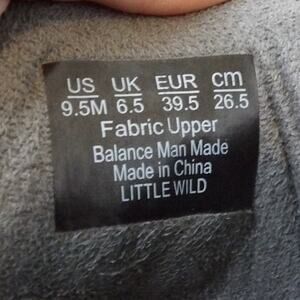 US UK EUR cm
9.5M 6.5 39.5 26.5
Fabric Upper
Balance Man Made
Made in China
LITTLE WILD